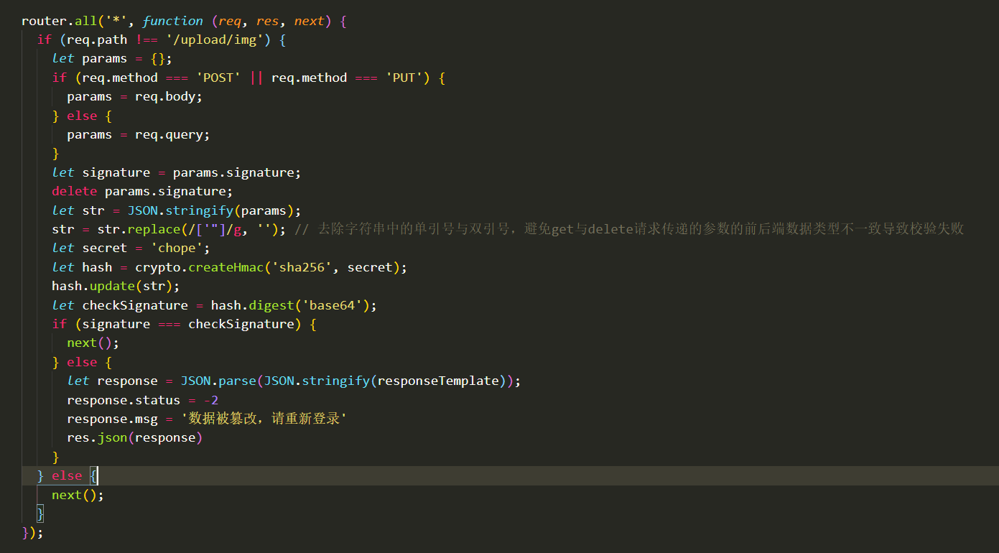 router.all('*', function (req, res, next) {
  if (req.path !== '/upload/img') {
    let params = {};
    if (req.method === 'POST' || req.method === 'PUT') {
      params = req.body;
    } else {
      params = req.query;
    }
    let signature = params.signature;
    delete params.signature;
    let str = JSON.stringify(params);
    str = str.replace(/['"]/g, ''); // 去除字符串中的单引号与双引号，避免get与delete请求传递的参数的前后端数据类型不一致导致校验失败
    let secret = 'chope';
    let hash = crypto.createHmac('sha256', secret);
    hash.update(str);
    let checkSignature = hash.digest('base64');
    if (signature === checkSignature) {
      next();
    } else {
      let response = JSON.parse(JSON.stringify(responseTemplate));
      response.status = -2
      response.msg = '数据被篡改，请重新登录'
      res.json(response)
    }
  } else {
    next();
  }
});